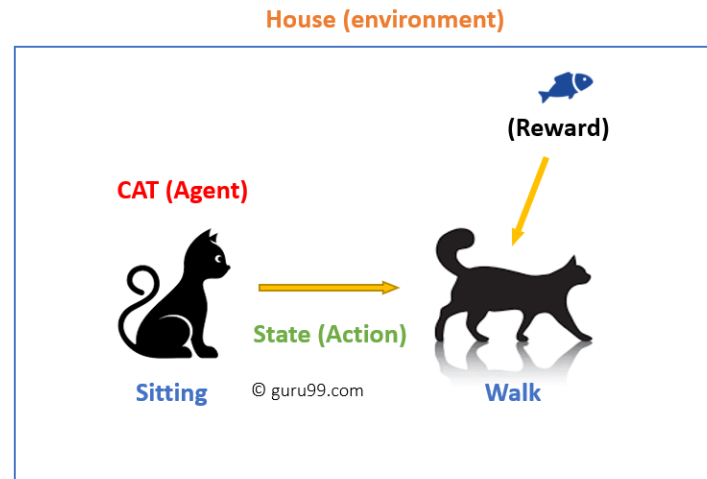 House (environment)
(Reward)
CAT (Agent)
State (Action)
Sitting
© guru99.com
Walk